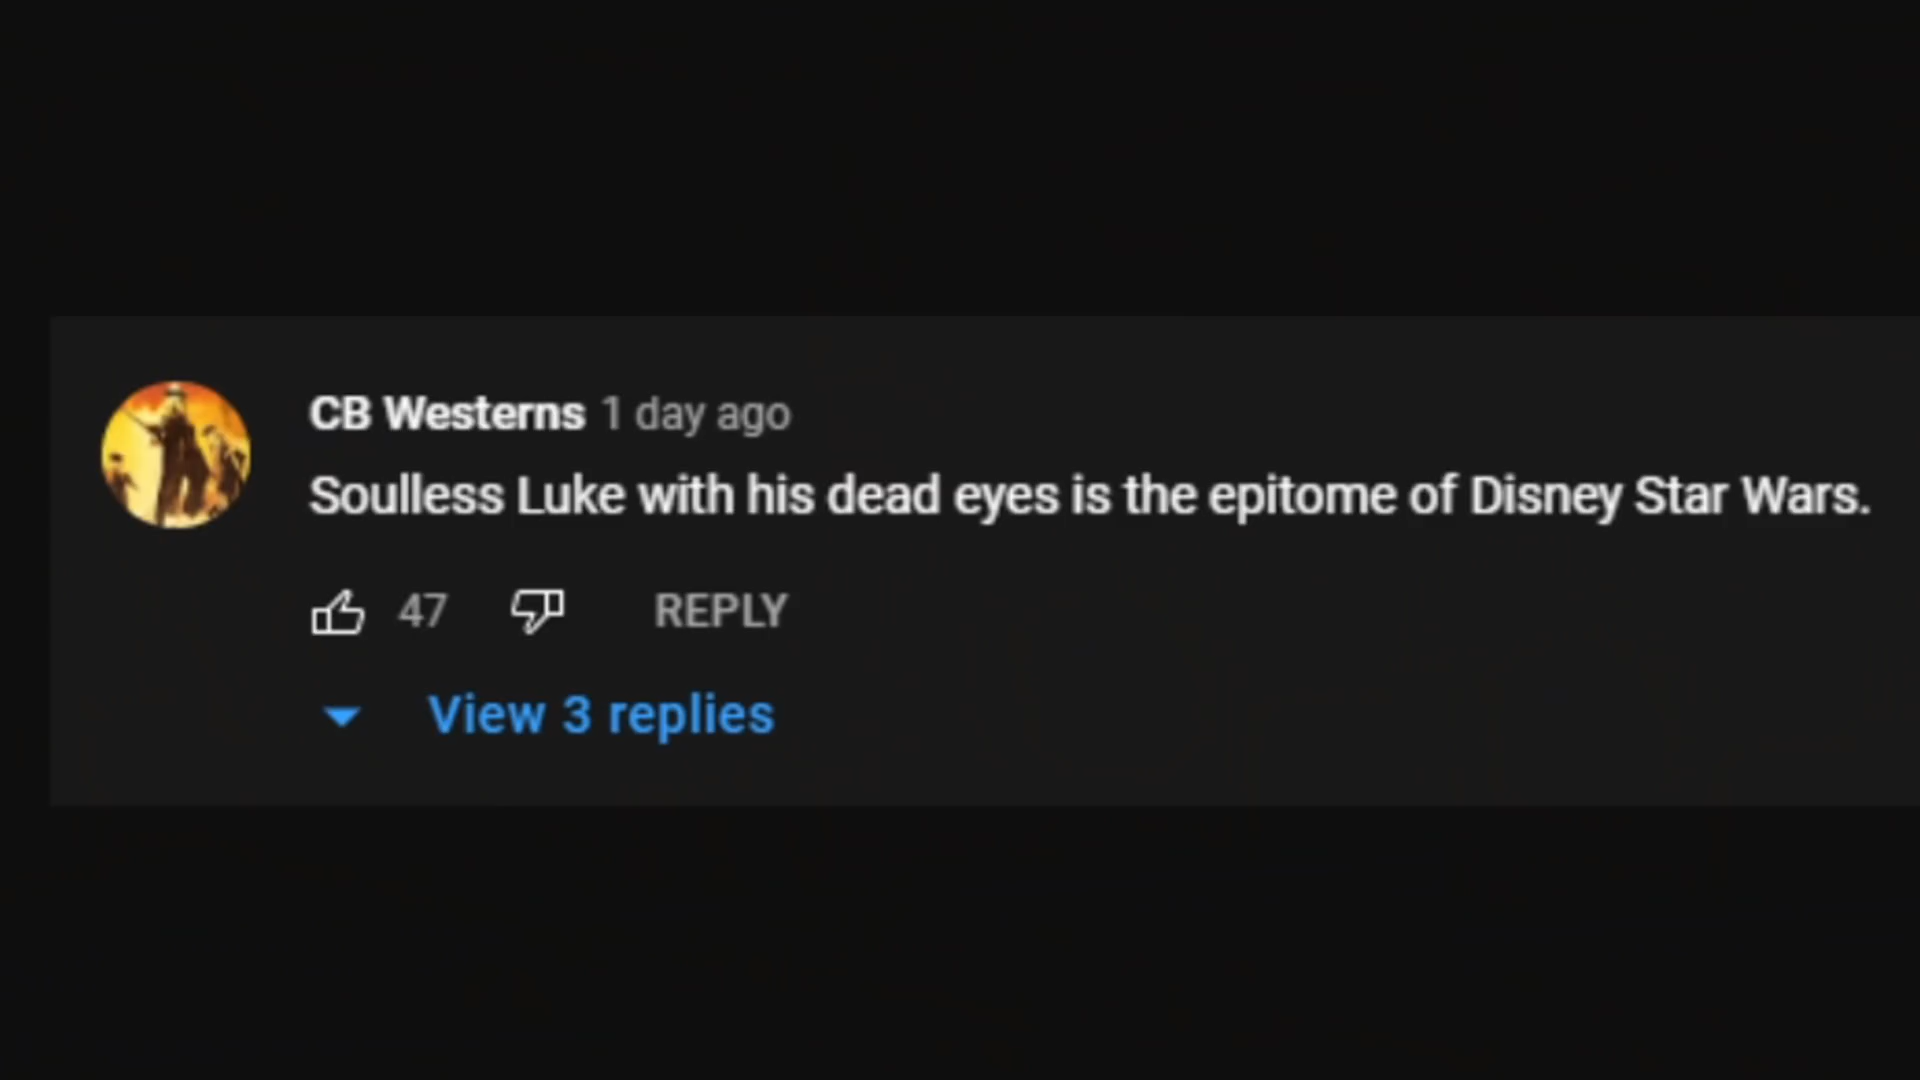 CB Westerns 1 day ago
Soulless Luke with his dead eyes is the epitome of Disney Star Wars.
47 REPLY
View 3 replies